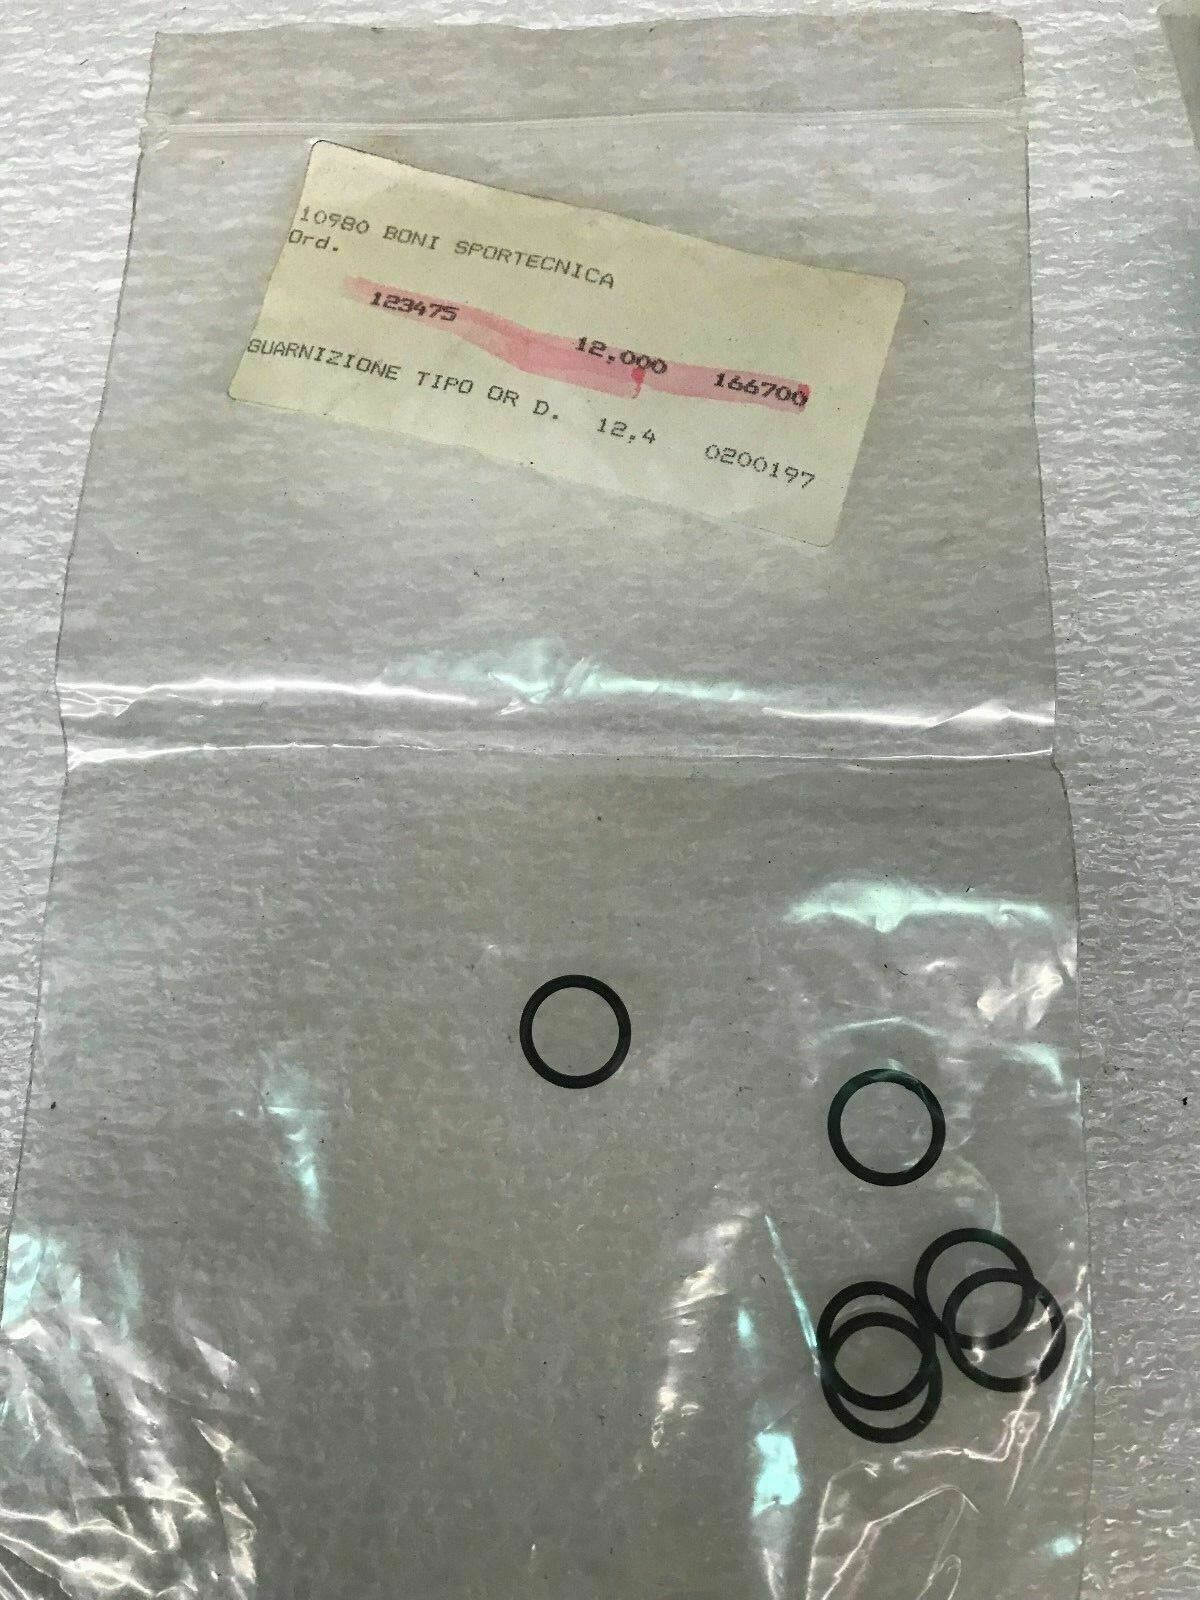 10980 BONI SPORTECNICA
Ord.
123475 12,000 166700
GUARNIZIONE TIPO OR D. 12,4 0200197